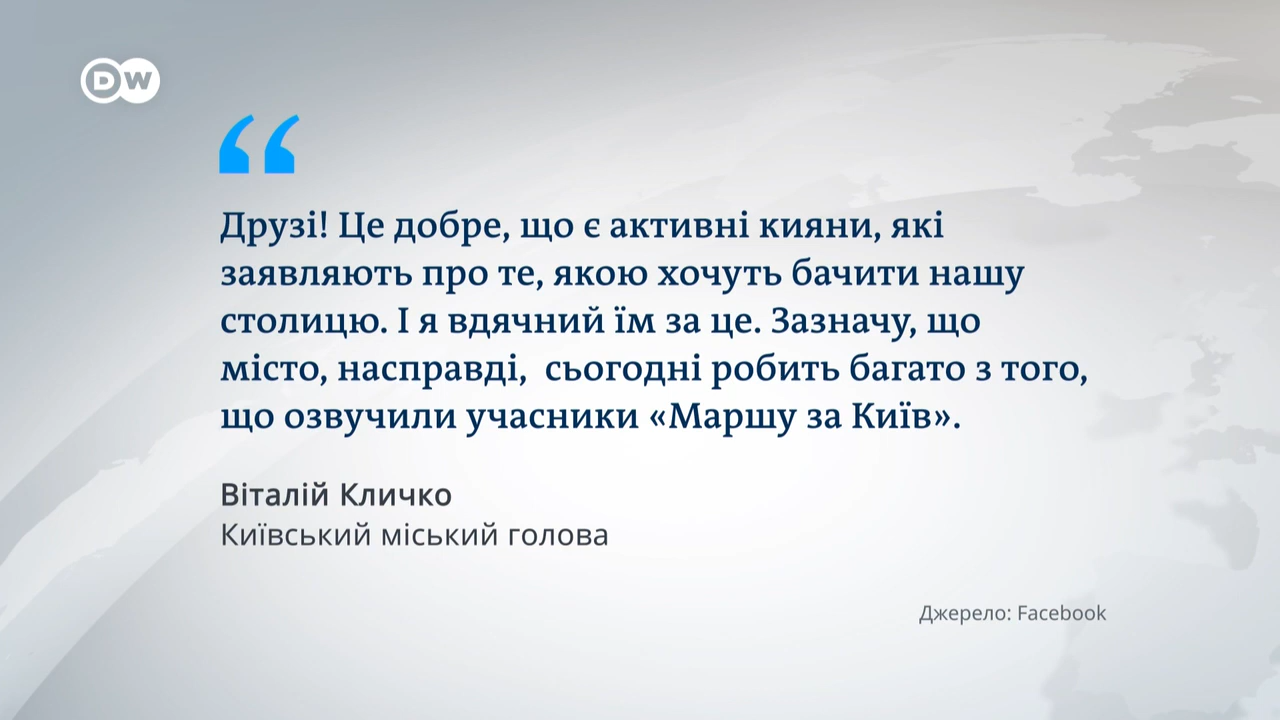 DW
“
Друзі! Це добре, що є активні кияни, які
заявляють про те, якою хочуть бачити нашу
столицю. І я вдячний їм за це. Зазначу, що
місто, насправді,  сьогодні робить багато з того,
що озвучили учасники «Маршу за Київ».
Віталій Кличко
Київський міський голова
Джерело: Facebook